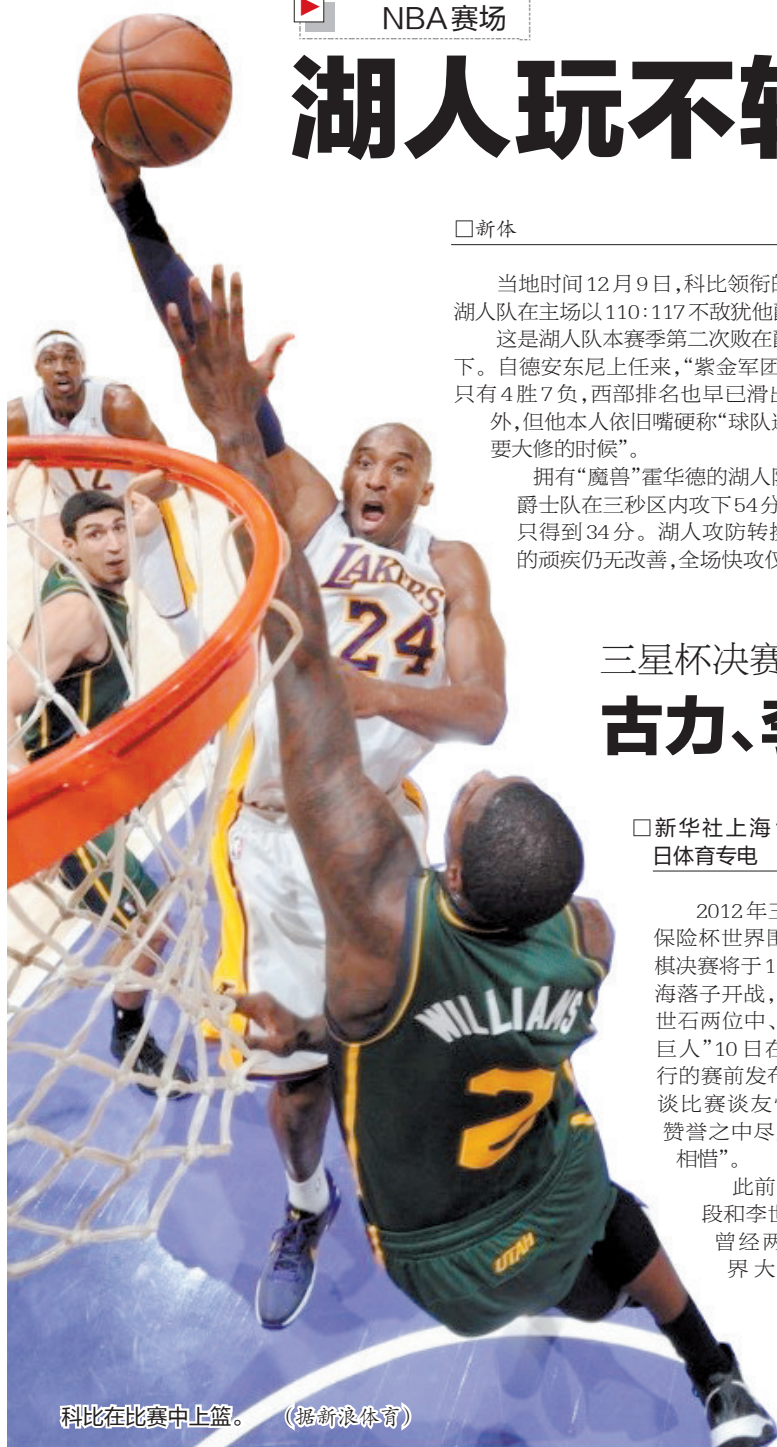 NBA赛场
湖人玩不转
□新体
当地时间12月9日,科比领衔的
湖人队在主场以110:117不敌犹他
这是湖人队本赛季第二次败在
下。自德安东尼上任来,“紫金军团
只有4胜7负,西部排名也早已滑出
外,但他本人依旧嘴硬称“球队
要大修的时候”。
拥有“魔兽”霍华德的湖人队
爵士队在三秒区内攻下54分
只得到34分。湖人攻防转换
的顽疾仍无改善,全场快攻仅
三星杯决赛
古力、李
□新华社上海
日体育专电
2012年三
保险杯世界围
棋决赛将于1
海落子开战,
世石两位中、
巨人”10日在
行的赛前发布
谈比赛谈友
赞誉之中尽
相惜”。
此前
段和李世
曾经两
界大
LAKERS
24
12
WILLIAMS
2
UTAH
科比在比赛中上篮。 (据新浪体育)